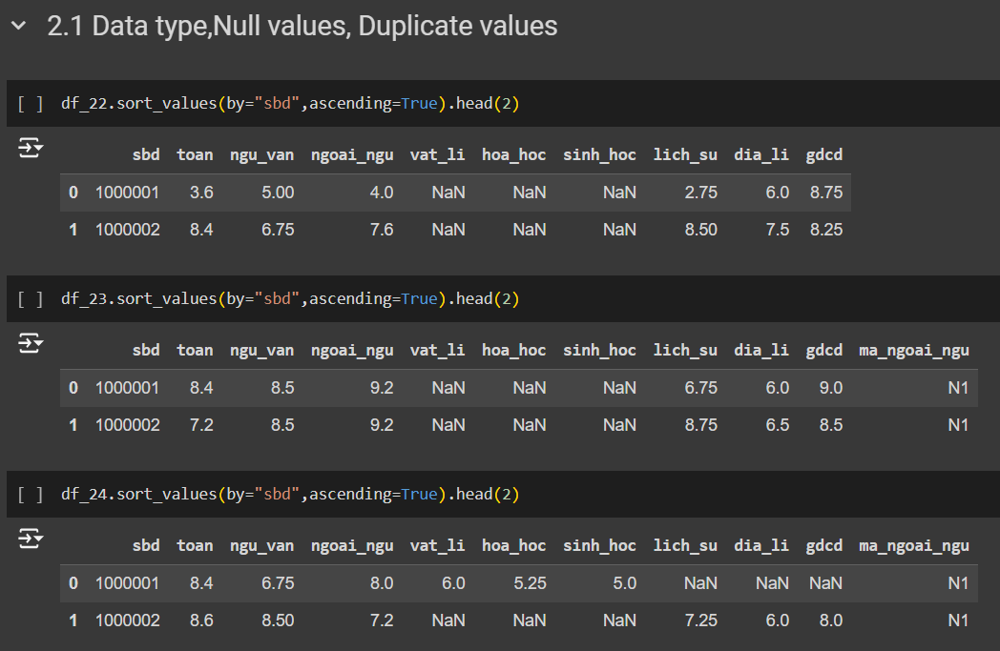 2.1 Data type,Null values, Duplicate values
[ ] df_22.sort_values(by="sbd",ascending=True).head(2)
sbd toan ngu_van ngoai_ngu vat_li hoa_hoc sinh_hoc lich_su dia_li gdcd
0 1000001 3.6 5.00 4.0 NaN NaN NaN 2.75 6.0 8.75
1 1000002 8.4 6.75 7.6 NaN NaN NaN 8.50 7.5 8.25
[ ] df_23.sort_values(by="sbd",ascending=True).head(2)
sbd toan ngu_van ngoai_ngu vat_li hoa_hoc sinh_hoc lich_su dia_li gdcd ma_ngoai_ngu
0 1000001 8.4 8.5 9.2 NaN NaN NaN 6.75 6.0 9.0 N1
1 1000002 7.2 8.5 9.2 NaN NaN NaN 8.75 6.5 8.5 N1
[ ] df_24.sort_values(by="sbd",ascending=True).head(2)
sbd toan ngu_van ngoai_ngu vat_li hoa_hoc sinh_hoc lich_su dia_li gdcd ma_ngoai_ngu
0 1000001 8.4 6.75 8.0 6.0 5.25 5.0 NaN NaN NaN N1
1 1000002 8.6 8.50 7.2 NaN NaN NaN 7.25 6.0 8.0 N1